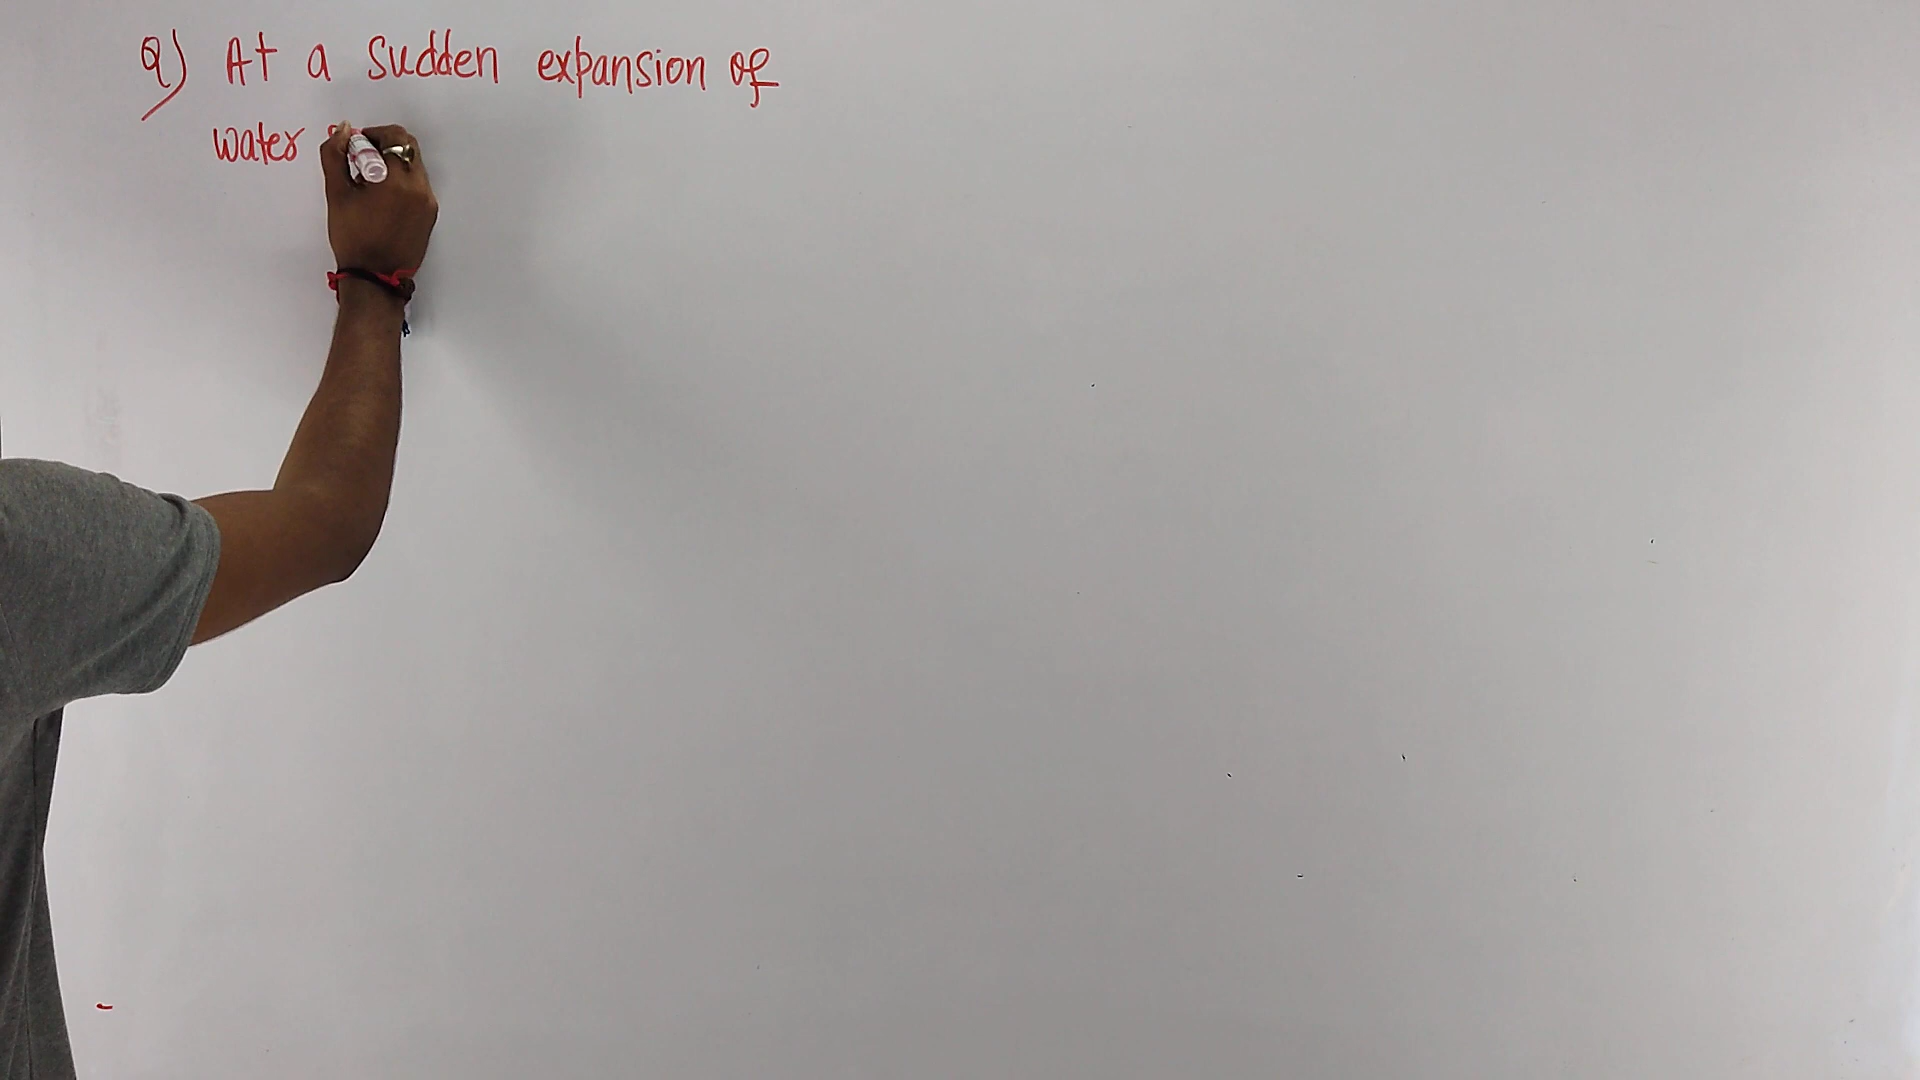 Q) At a sudden expansion of
water